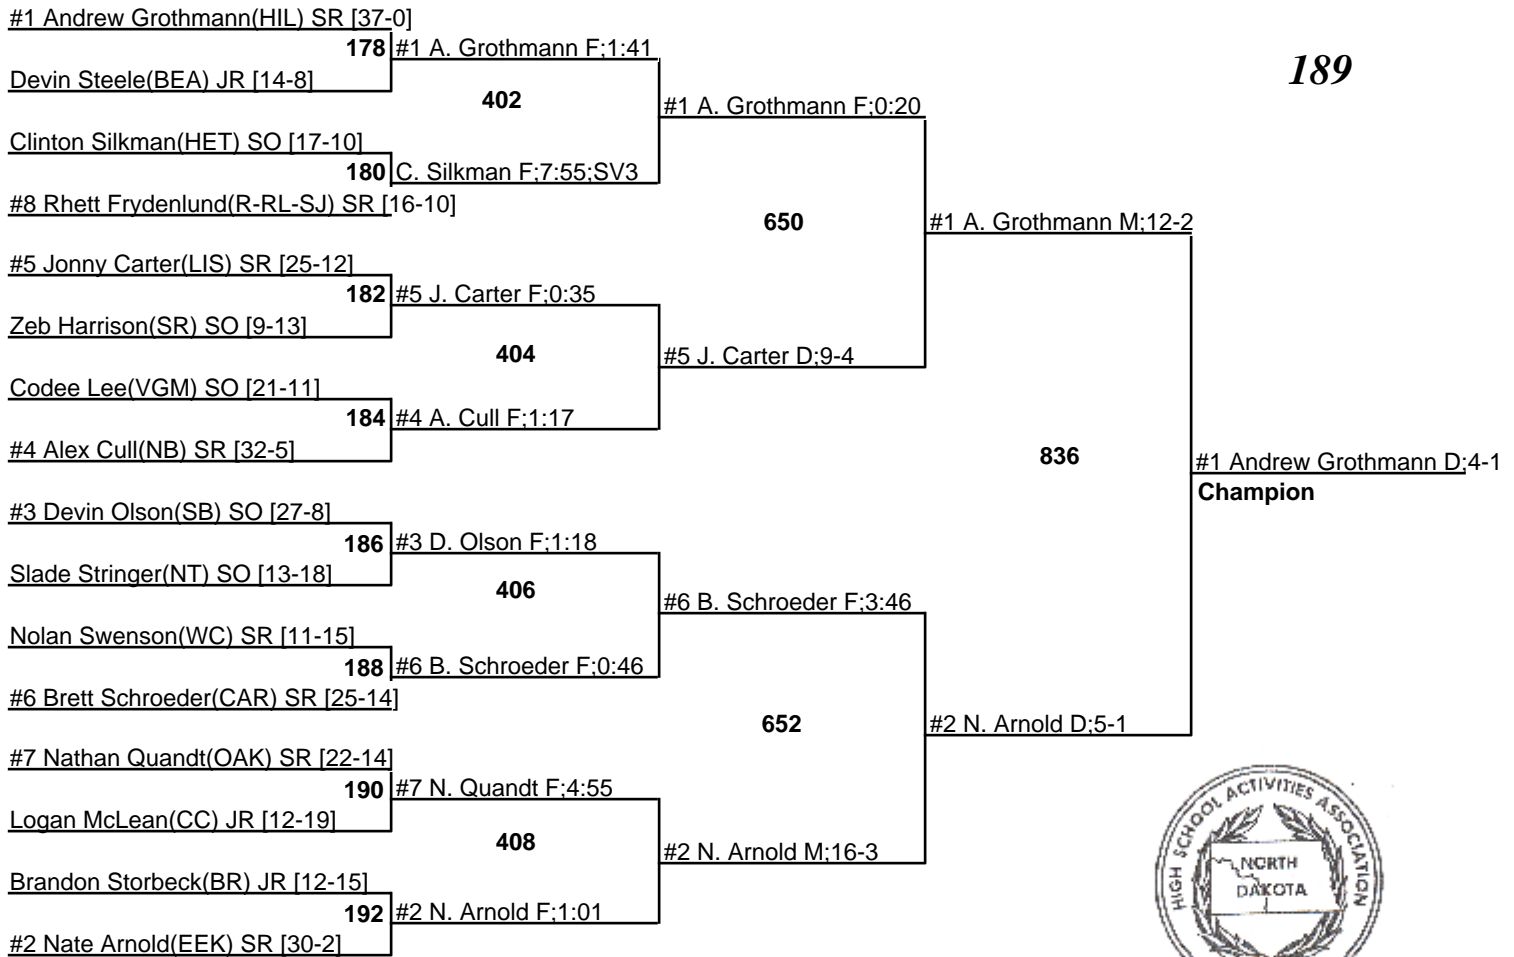 #1 Andrew Grothmann(HIL) SR [37-0]
178 #1 A. Grothmann F;1:41
Devin Steele(BEA) JR [14-8]
402
#1 A. Grothmann F;0:20
Clinton Silkman(HET) SO [17-10]
180 C. Silkman F;7:55;SV3
#8 Rhett Frydenlund(R-RL-SJ) SR [16-10]
650
#1 A. Grothmann M;12-2
#5 Jonny Carter(LIS) SR [25-12]
182 #5 J. Carter F;0:35
Zeb Harrison(SR) SO [9-13]
404
#5 J. Carter D;9-4
Codee Lee(VGM) SO [21-11]
184 #4 A. Cull F;1:17
#4 Alex Cull(NB) SR [32-5]
836
#1 Andrew Grothmann D;4-1
Champion
#3 Devin Olson(SB) SO [27-8]
186 #3 D. Olson F;1:18
Slade Stringer(NT) SO [13-18]
406
#6 B. Schroeder F;3:46
Nolan Swenson(WC) SR [11-15]
188 #6 B. Schroeder F;0:46
#6 Brett Schroeder(CAR) SR [25-14]
652
#2 N. Arnold D;5-1
#7 Nathan Quandt(OAK) SR [22-14]
190 #7 N. Quandt F;4:55
Logan McLean(CC) JR [12-19]
408
#2 N. Arnold M;16-3
Brandon Storbeck(BR) JR [12-15]
192 #2 N. Arnold F;1:01
#2 Nate Arnold(EEK) SR [30-2]
189
HIGH SCHOOL ACTIVITIES ASSOCIATION
NORTH
DAKOTA